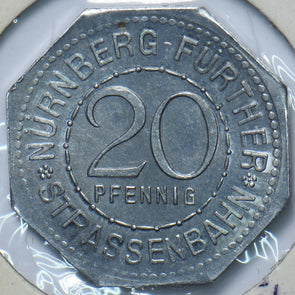 NÜRNBERG-FÜRTHER
20
PFENNIG
STRASSENBAHN